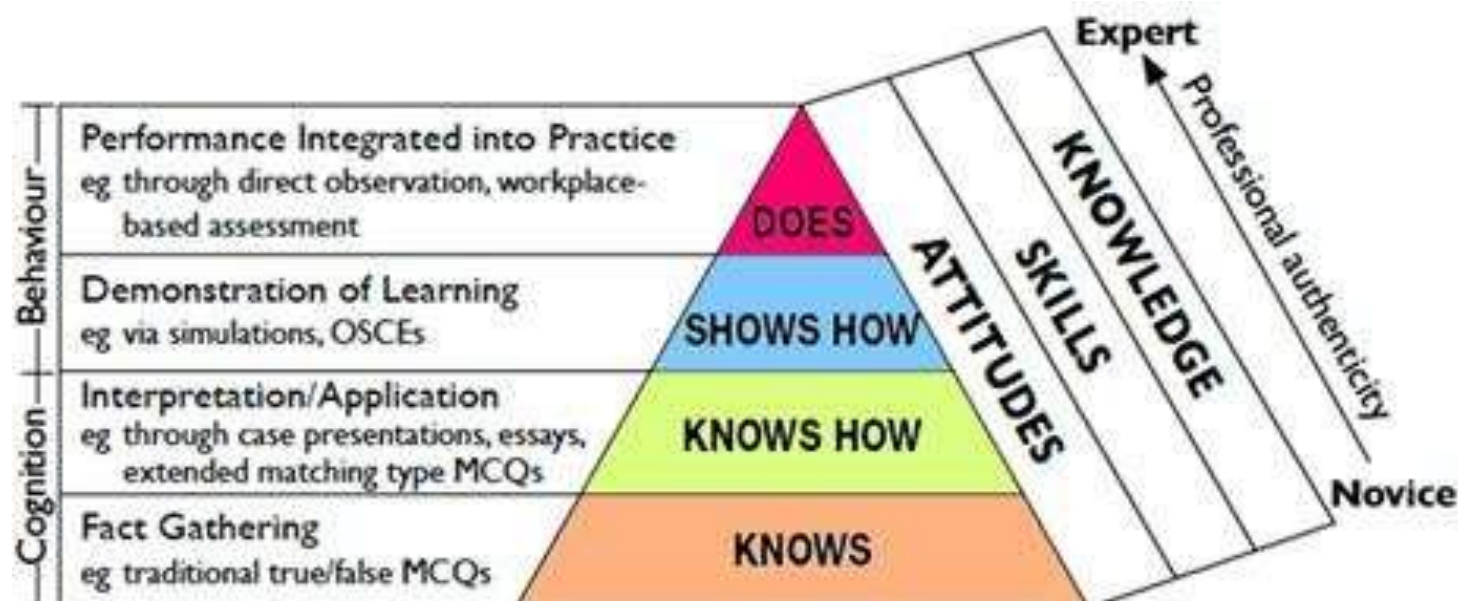 Expert
Professional authenticity
Novice
KNOWLEDGE
SKILLS
ATTITUDES
Behaviour
Performance Integrated into Practice
eg through direct observation, workplace-
based assessment
DOES
Demonstration of Learning
eg via simulations, OSCEs
SHOWS HOW
Cognition
Interpretation/Application
eg through case presentations, essays,
extended matching type MCQs
KNOWS HOW
Fact Gathering
eg traditional true/false MCQs
KNOWS